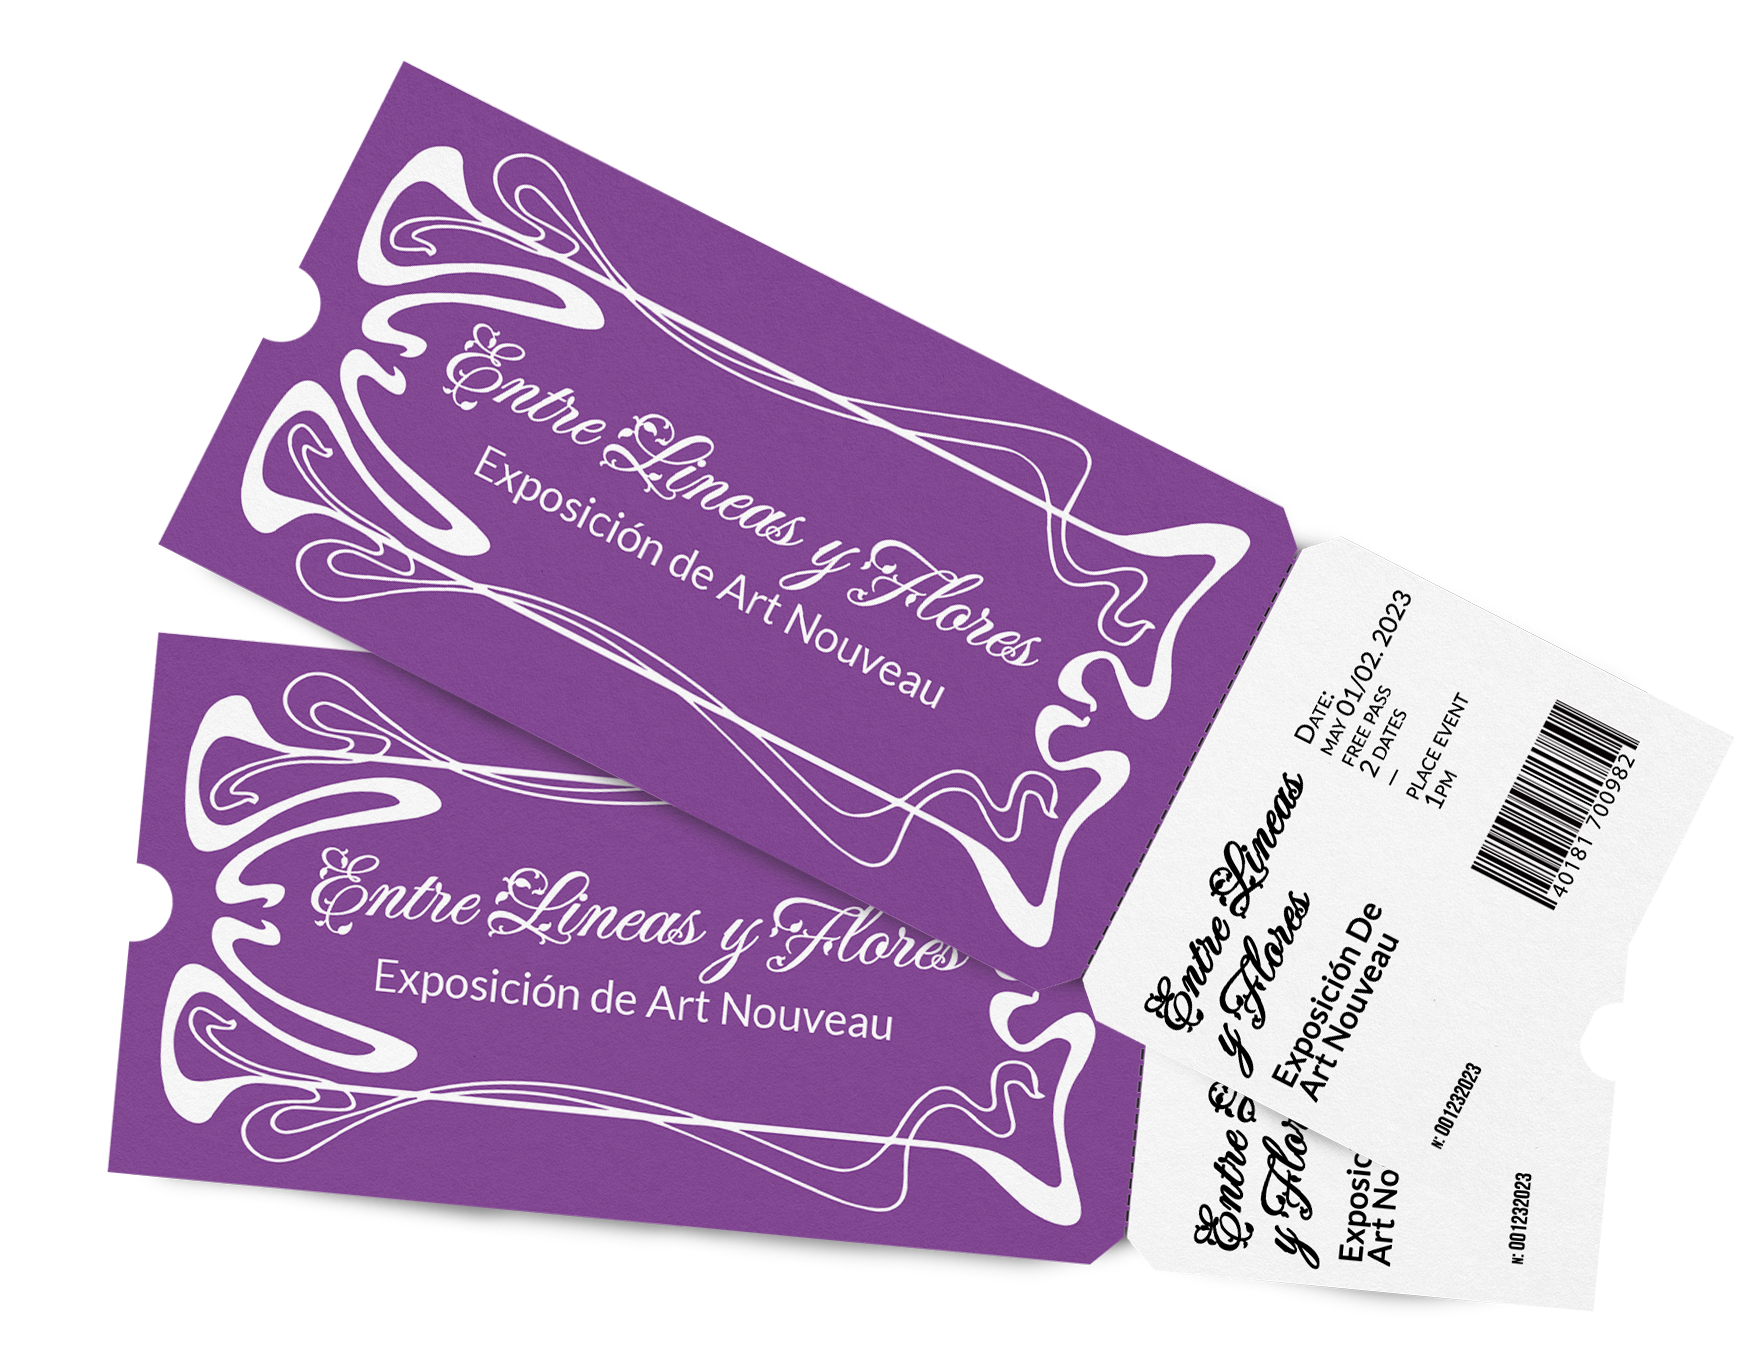 Entre Lineas y Flores
Exposición de Art Nouveau
DATE:
MAY 01/02. 2023
FREE PASS
2 DATES
—
PLACE EVENT
1PM
40181 700982
Entre Lineas
y Flores
Exposición De
Art Nouveau
N: 001232023
Entre Lineas y Flores
Exposición de Art Nouveau
Entre
y Flor
Exposic
Art No
N: 001232023